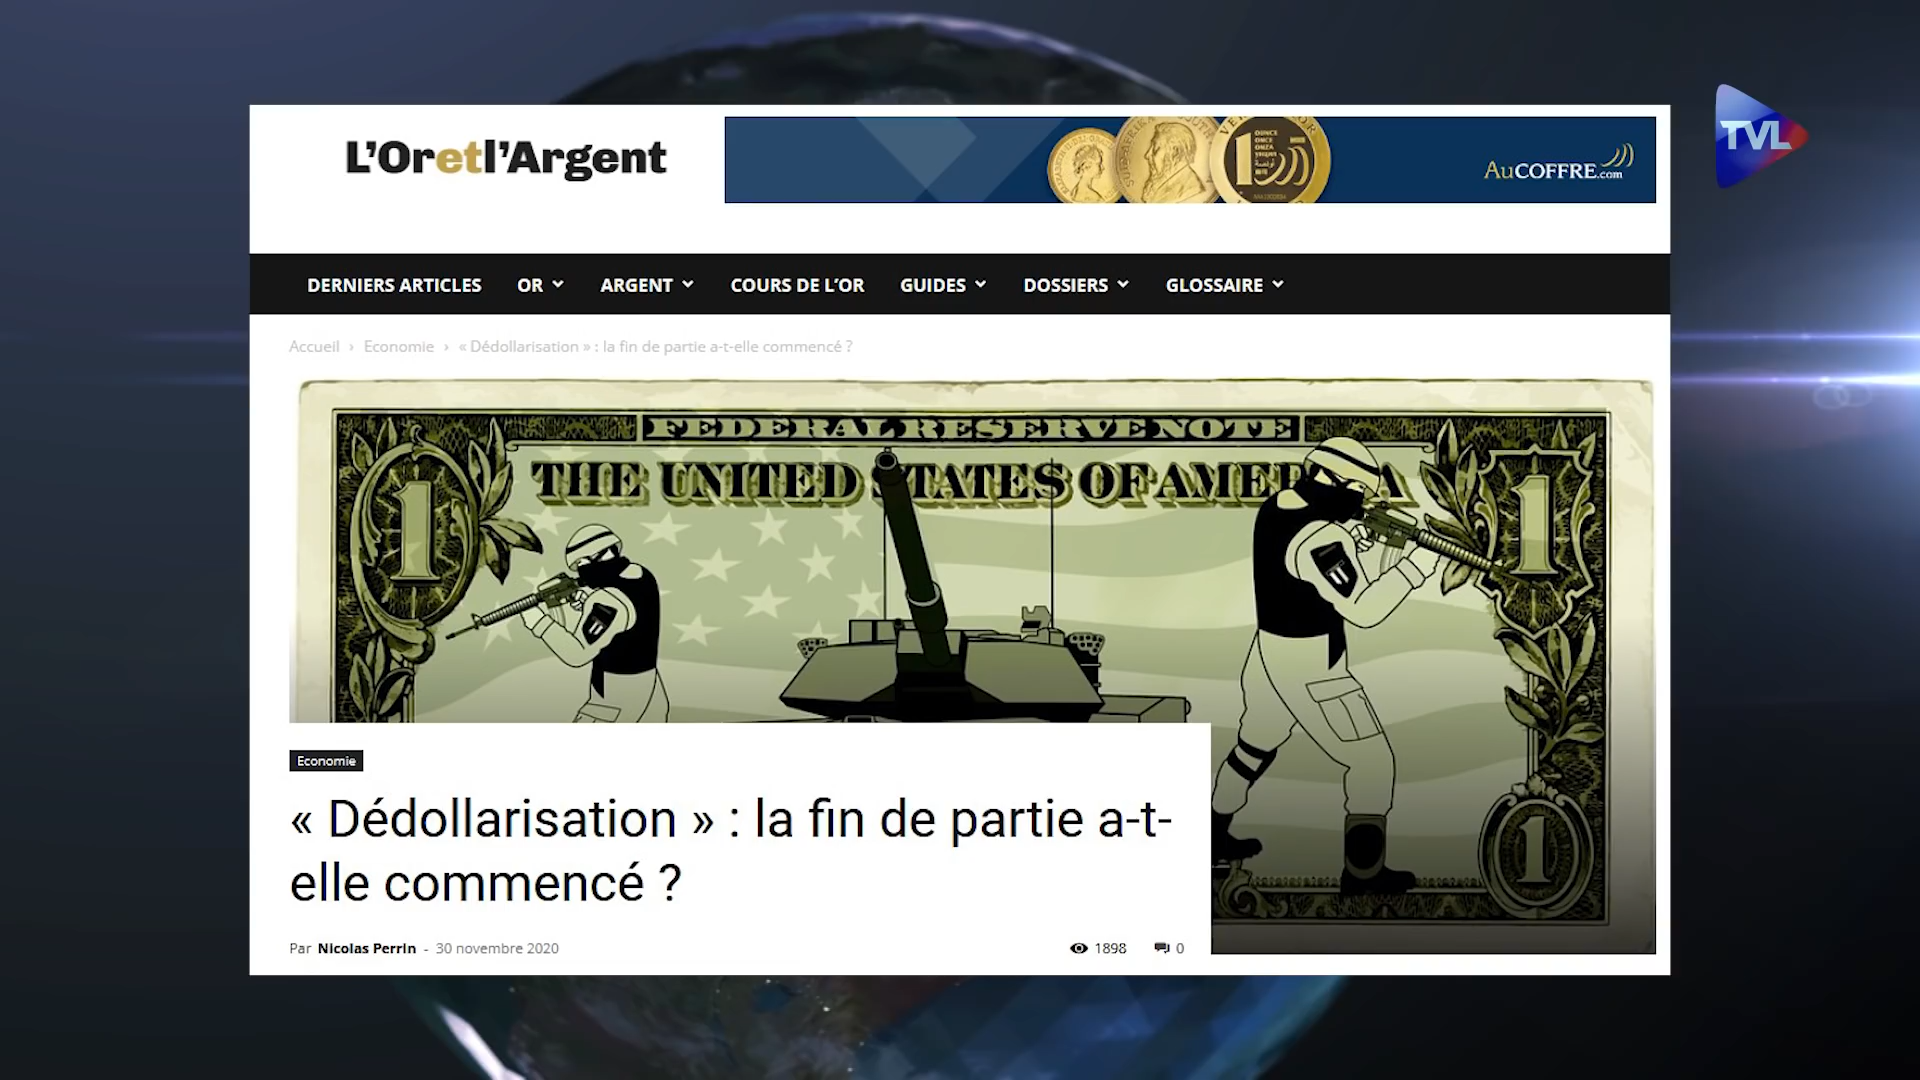 L'Oretl'Argent
AuCOFFRE.com
TVL
DERNIERS ARTICLES OR ARGENT COURS DE L'OR GUIDES DOSSIERS GLOSSAIRE
Accueil › Economie › « Dédollarisation » : la fin de partie a-t-elle commencé ?
FEDERAL RESERVE NOTE
THE UNITED STATES OF AMERICA
1
1
1
Economie
« Dédollarisation » : la fin de partie a-t-
elle commencé ?
Par Nicolas Perrin - 30 novembre 2020 1898 0